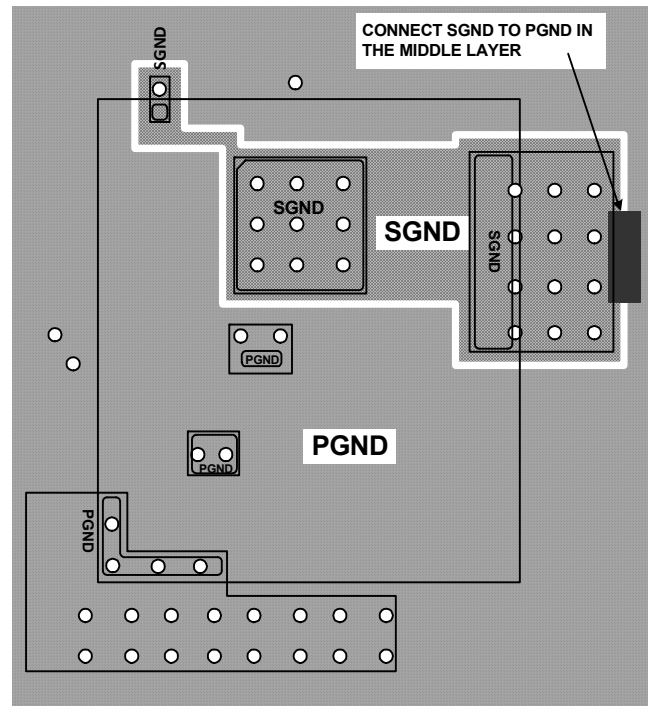 CONNECT SGND TO PGND IN
THE MIDDLE LAYER
SGND
SGND
SGND
SGND
PGND
PGND
PGND
PGND